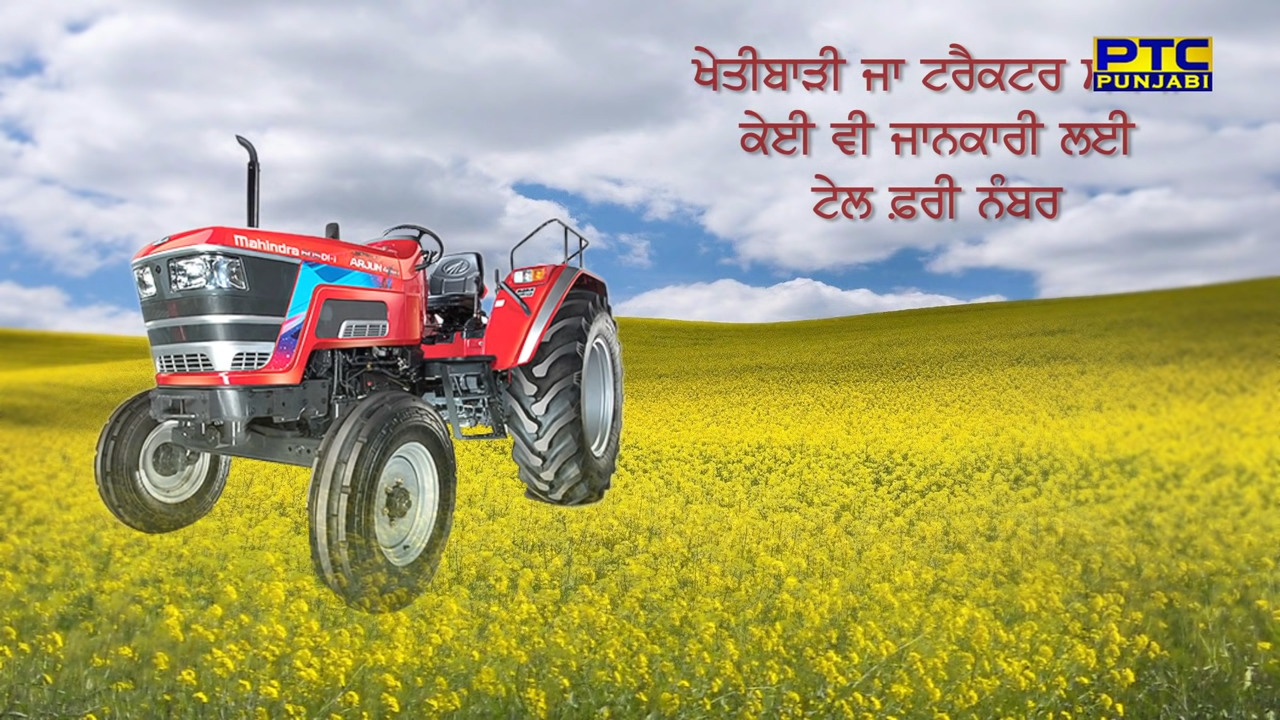 ਖੇਤੀਬਾੜੀ ਜਾ ਟਰੈਕਟਰ
PTC
PUNJABI
ਕੇਈ ਵੀ ਜਾਨਕਾਰੀ ਲਈ
ਟੇਲ ਫ਼ਰੀ ਨੰਬਰ
Mahindra
ARJUN